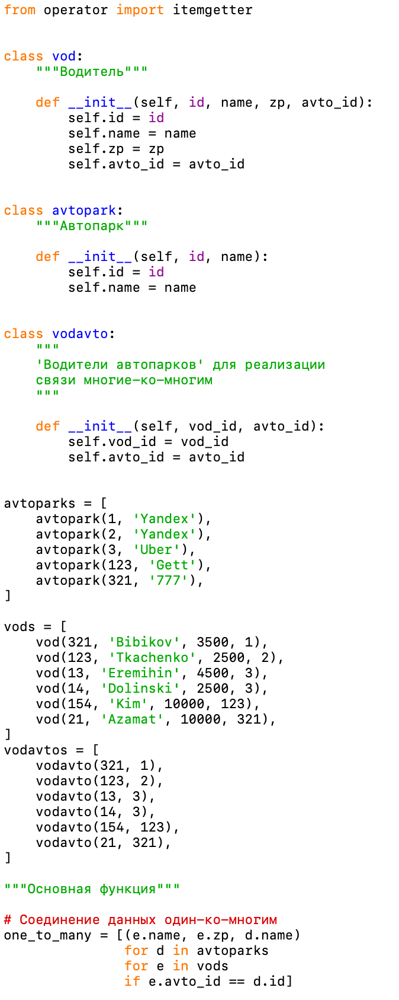 from operator import itemgetter
class vod:
    """Водитель"""
    def __init__(self, id, name, zp, avto_id):
        self.id = id
        self.name = name
        self.zp = zp
        self.avto_id = avto_id
class avtopark:
    """Автопарк"""
    def __init__(self, id, name):
        self.id = id
        self.name = name
class vodavto:
    """
    'Водители автопарков' для реализации
    связи многие-ко-многим
    """
    def __init__(self, vod_id, avto_id):
        self.vod_id = vod_id
        self.avto_id = avto_id
avtoparks = [
    avtopark(1, 'Yandex'),
    avtopark(2, 'Yandex'),
    avtopark(3, 'Uber'),
    avtopark(123, 'Gett'),
    avtopark(321, '777'),
]
vods = [
    vod(321, 'Bibikov', 3500, 1),
    vod(123, 'Tkachenko', 2500, 2),
    vod(13, 'Eremihin', 4500, 3),
    vod(14, 'Dolinski', 2500, 3),
    vod(154, 'Kim', 10000, 123),
    vod(21, 'Azamat', 10000, 321),
]
vodavtos = [
    vodavto(321, 1),
    vodavto(123, 2),
    vodavto(13, 3),
    vodavto(14, 3),
    vodavto(154, 123),
    vodavto(21, 321),
]
"""Основная функция"""
# Соединение данных один-ко-многим
one_to_many = [(e.name, e.zp, d.name)
               for d in avtoparks
               for e in vods
               if e.avto_id == d.id]